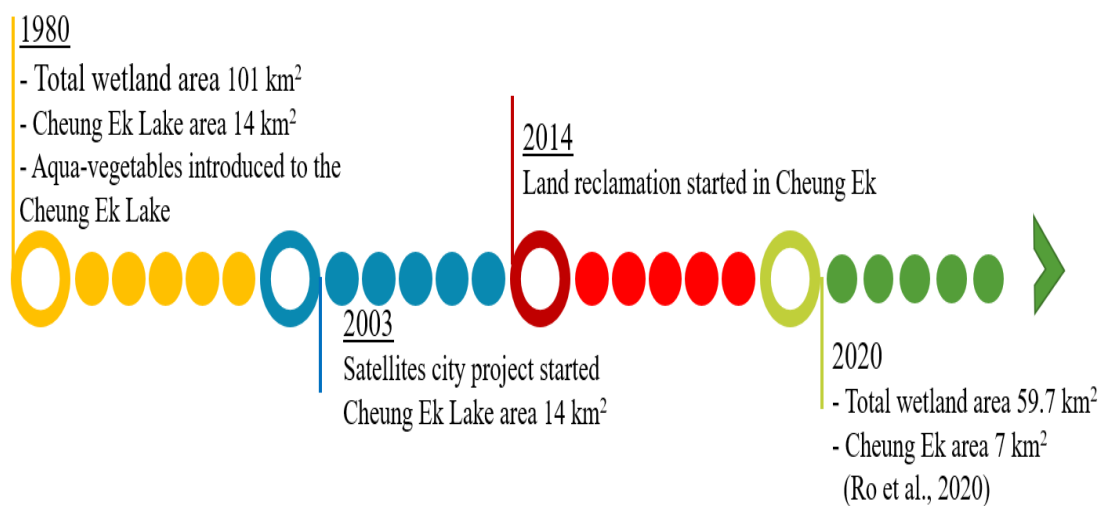 1980
- Total wetland area 101 km²
- Cheung Ek Lake area 14 km²
- Aqua-vegetables introduced to the
Cheung Ek Lake
2003
Satellites city project started
Cheung Ek Lake area 14 km²
2014
Land reclamation started in Cheung Ek
2020
- Total wetland area 59.7 km²
- Cheung Ek area 7 km²
(Ro et al., 2020)